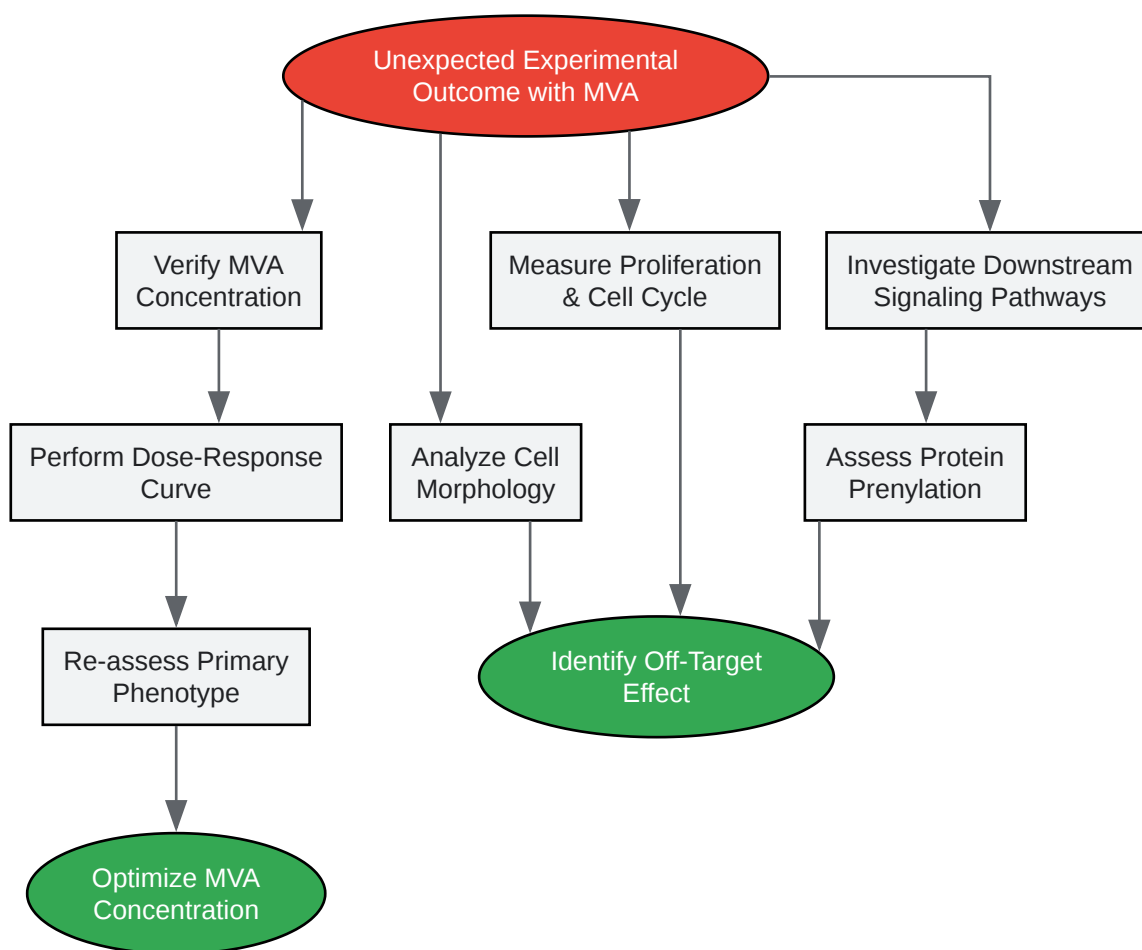 Unexpected Experimental
Outcome with MVA
Verify MVA
Concentration
Measure Proliferation
& Cell Cycle
Investigate Downstream
Signaling Pathways
Perform Dose-Response
Curve
Analyze Cell
Morphology
Assess Protein
Prenylation
Re-assess Primary
Phenotype
Identify Off-Target
Effect
Optimize MVA
Concentration